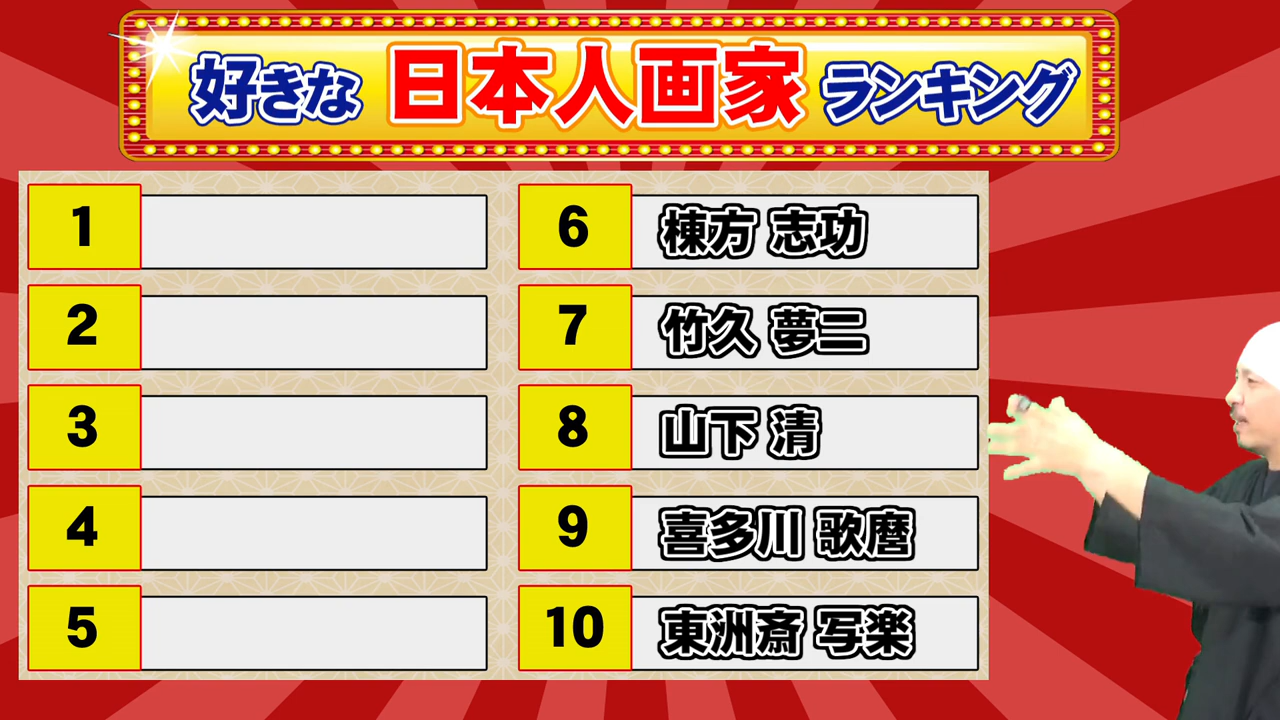 好きな 日本人画家 ランキング
1
2
3
4
5
6 棟方 志功
7 竹久 夢二
8 山下 清
9 喜多川 歌麿
10 東洲斎 写楽